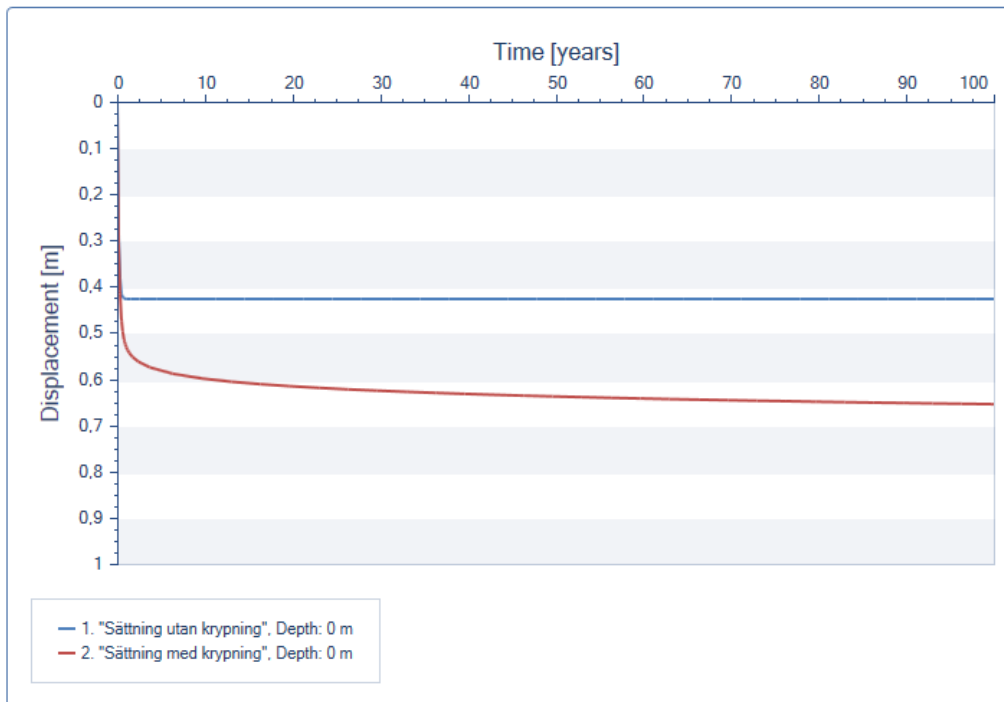 Time [years]
0 10 20 30 40 50 60 70 80 90 100
Displacement [m]
0
0,1
0,2
0,3
0,4
0,5
0,6
0,7
0,8
0,9
1
1. "Sättning utan krypning", Depth: 0 m
2. "Sättning med krypning", Depth: 0 m